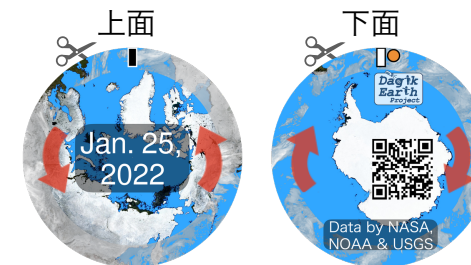 上面
下面
Jan. 25,
2022
Dagik
Earth
Project
Data by NASA,
NOAA & USGS